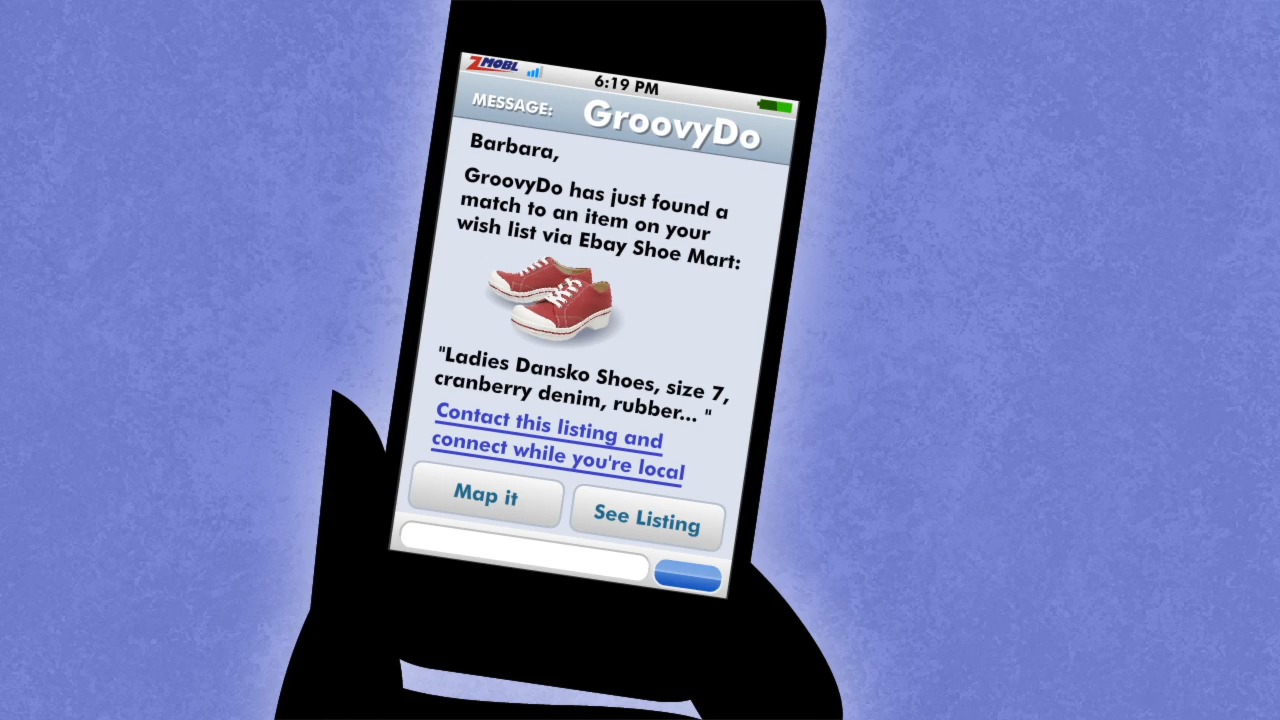 ZMOBL
6:19 PM
MESSAGE: GroovyDo
Barbara,
GroovyDo has just found a
match to an item on your
wish list via Ebay Shoe Mart:
"Ladies Dansko Shoes, size 7,
cranberry denim, rubber... "
Contact this listing and
connect while you're local
Map it
See Listing